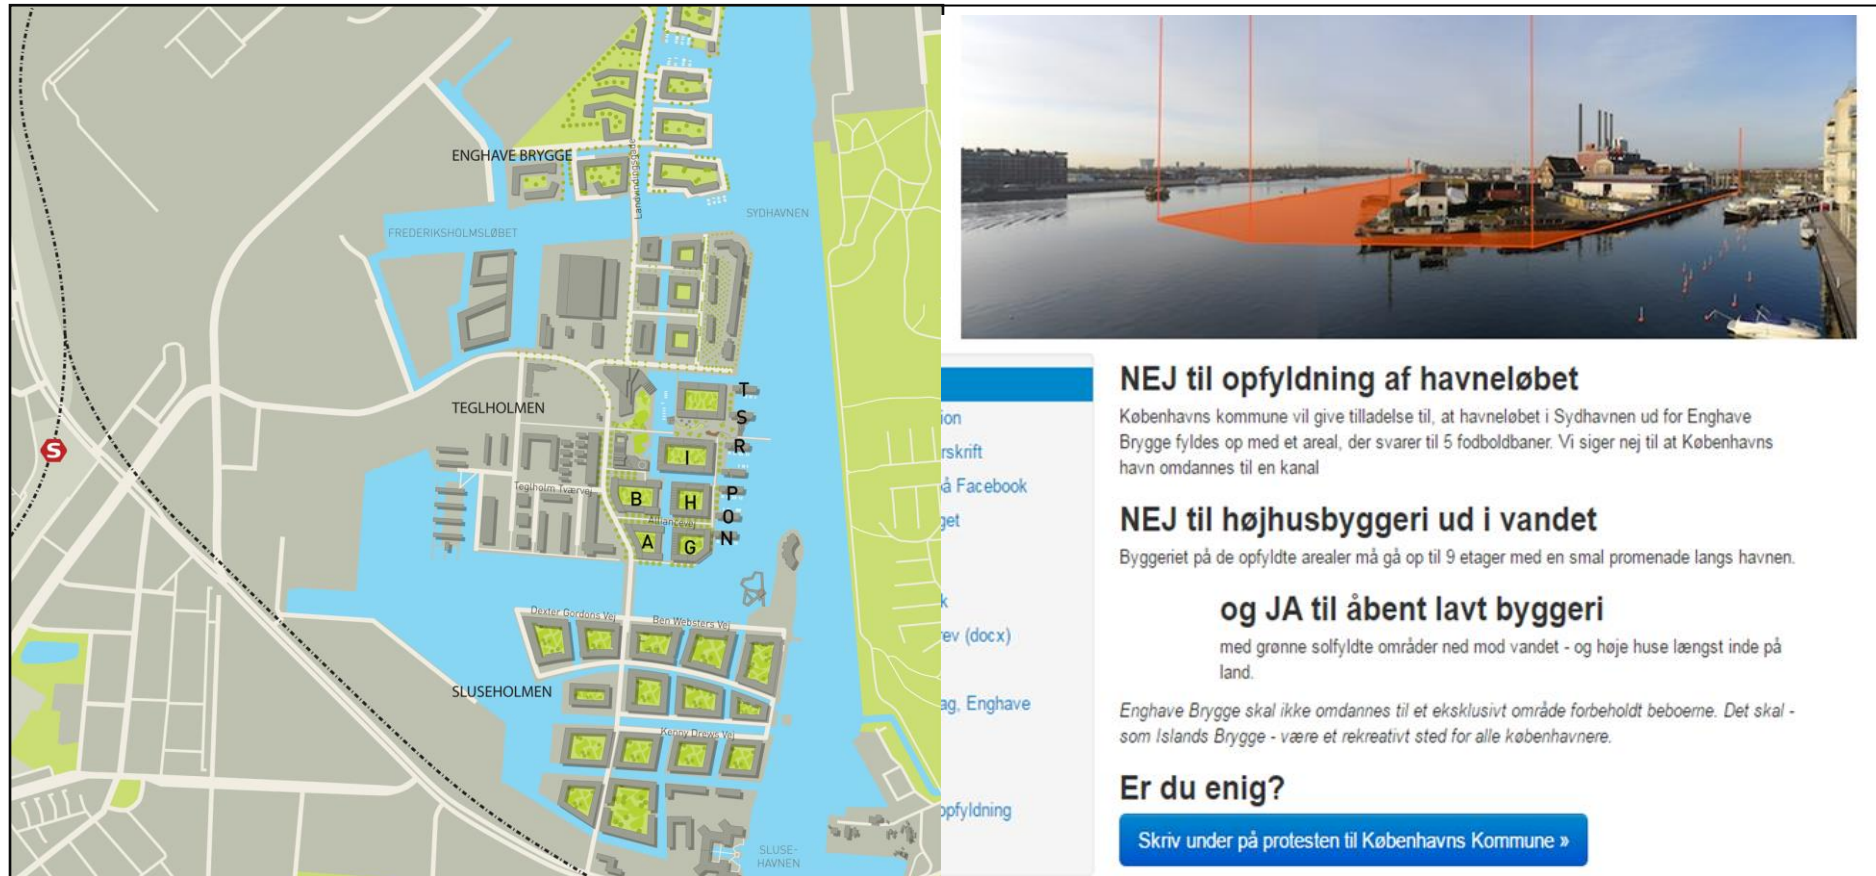 ENGHAVE BRYGGE
Landvindingsgade
SYDHAVNEN
FREDERIKSHOLMSLØBET
TEGLHOLMEN
T
S
R
I
S
Teglholm Tværvej
B
H
P
O
Alliancevej
A
G
N
Dexter Gordons Vej
Ben Websters Vej
SLUSEHOLMEN
Kenny Drews Vej
SLUSE-
HAVNEN
ion
rskrift
på Facebook
get
k
rev (docx)
ag, Enghave
opfyldning
NEJ til opfyldning af havneløbet
Københavns kommune vil give tilladelse til, at havneløbet i Sydhavnen ud for Enghave
Brygge fyldes op med et areal, der svarer til 5 fodboldbaner. Vi siger nej til at Københavns
havn omdannes til en kanal
NEJ til højhusbyggeri ud i vandet
Byggeriet på de opfyldte arealer må gå op til 9 etager med en smal promenade langs havnen.
og JA til åbent lavt byggeri
med grønne solfyldte områder ned mod vandet - og høje huse længst inde på
land.
Enghave Brygge skal ikke omdannes til et eksklusivt område forbeholdt beboerne. Det skal -
som Islands Brygge - være et rekreativt sted for alle københavnere.
Er du enig?
Skriv under på protesten til Københavns Kommune »